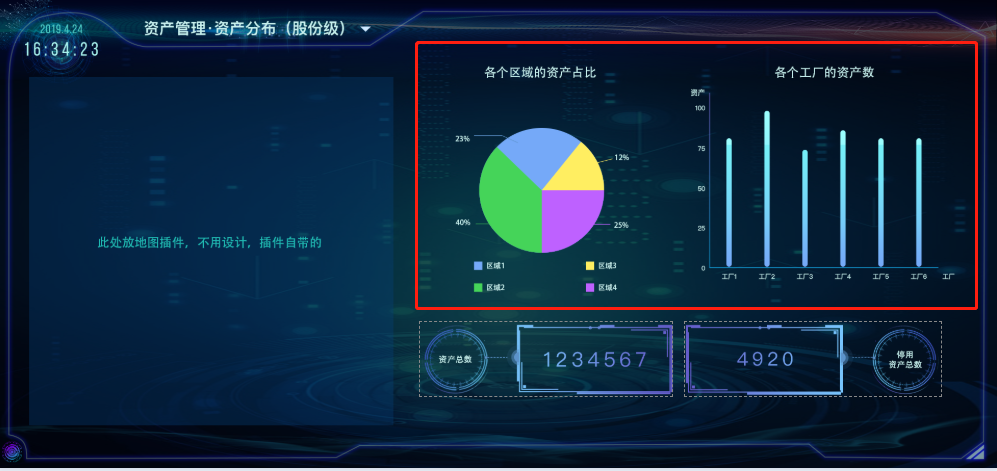 2019.4.24
16:34:23
资产管理·资产分布（股份级）
此处放地图插件，不用设计，插件自带的
各个区域的资产占比
23%
12%
40%
25%
区域1
区域3
区域2
区域4
各个工厂的资产数
资产
100
75
50
25
0
工厂1
工厂2
工厂3
工厂4
工厂5
工厂6
工厂
资产总数
1234567
4920
停用
资产总数